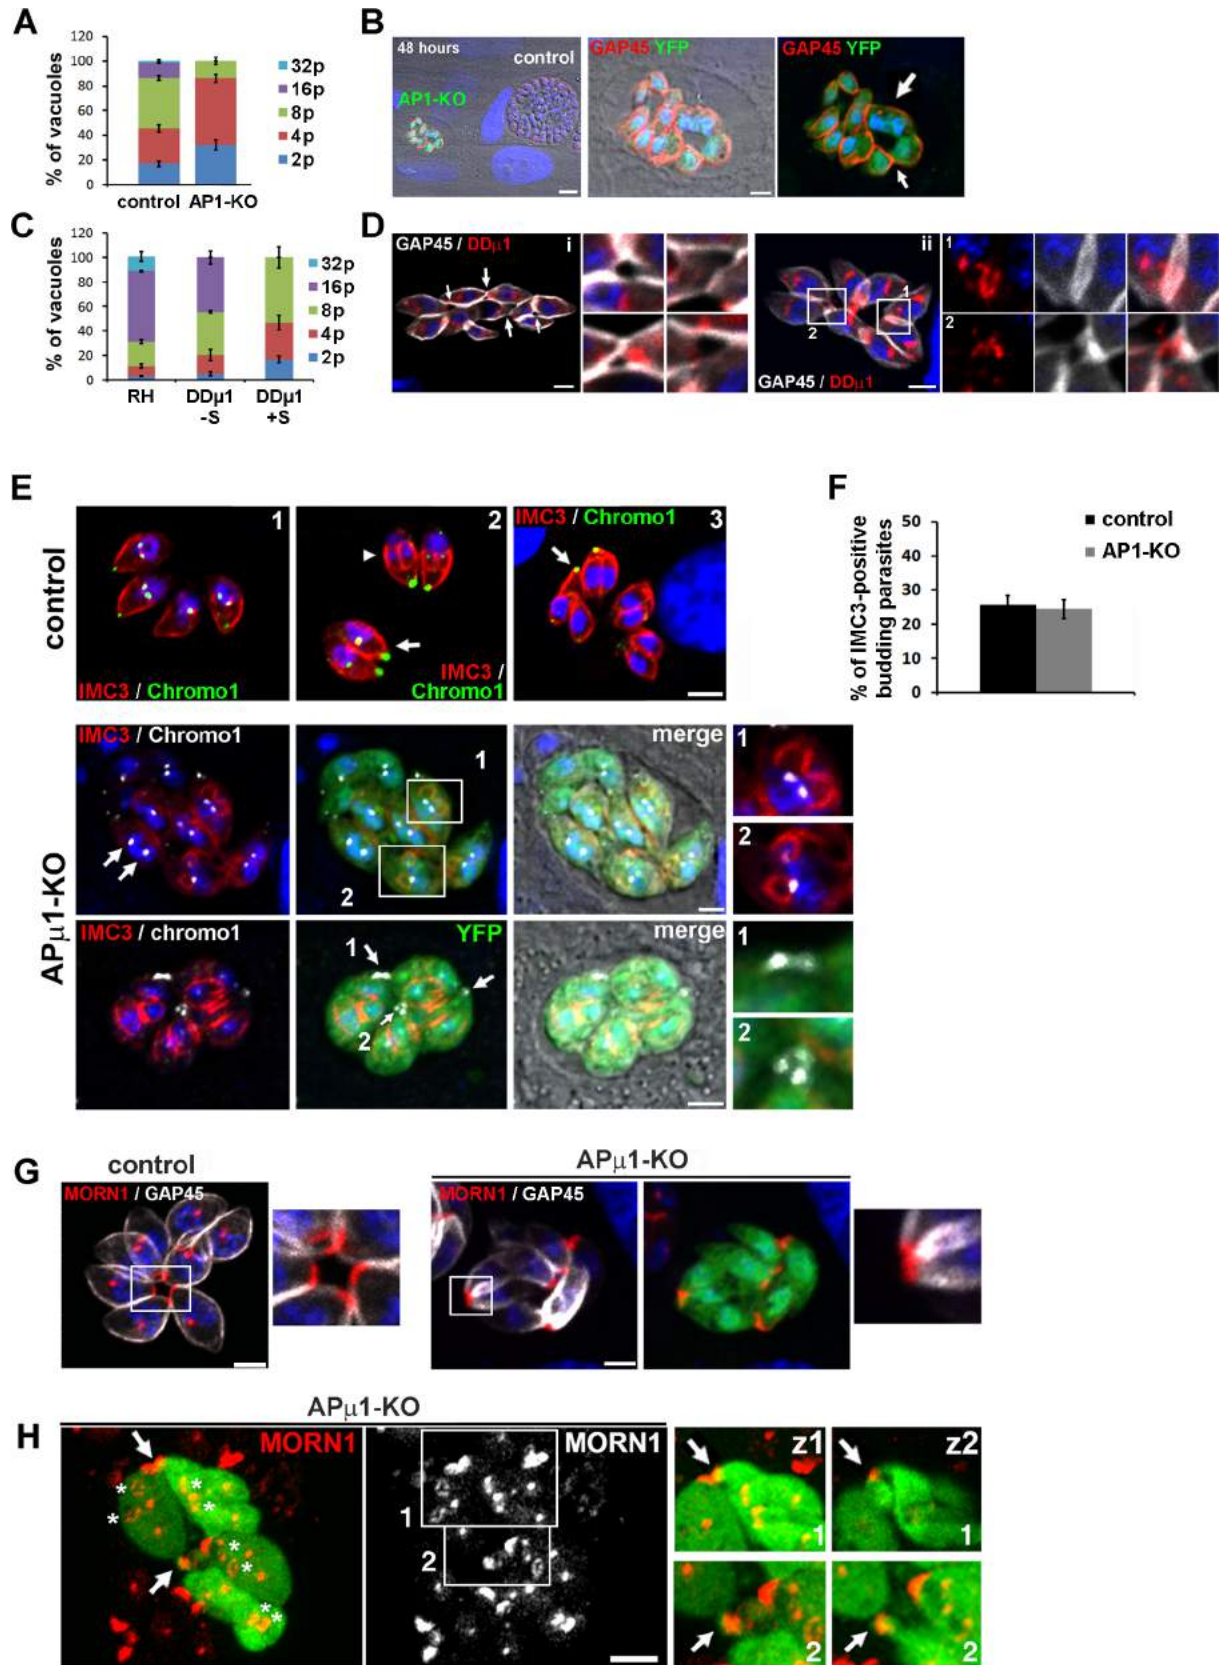 A
120
100
80
60
40
20
0
% of vacuoles
control AP1-KO
32p
16p
8p
4p
2p
B
48 hours
control
AP1-KO
GAP45 YFP
GAP45 YFP
C
120
100
80
60
40
20
0
% of vacuoles
RH DDμ1 -S DDμ1 +S
32p
16p
8p
4p
2p
D
GAP45 / DDμ1 i
ii
1
2
GAP45 / DDμ1
1
2
E
control
1
IMC3 / Chromo1
2
IMC3 /
Chromo1
IMC3 / Chromo1
3
F
50
40
30
20
10
0
% of IMC3-positive
budding parasites
control
AP1-KO
APμ1-KO
IMC3 / Chromo1
1
2
merge
1
2
IMC3 / chromo1
YFP
1
2
merge
1
2
G
control
MORN1 / GAP45
APμ1-KO
MORN1 / GAP45
APμ1-KO
H
MORN1
MORN1
1
2
z1
1
z2
1
2
2